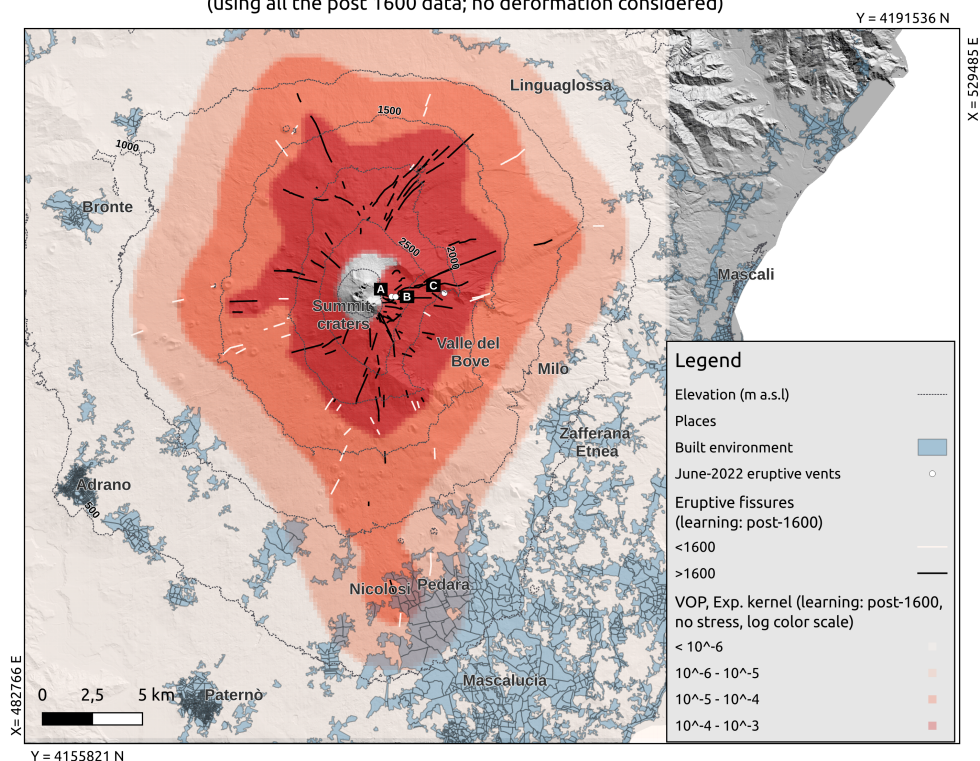 (using all the post 1600 data; no deformation considered)
Y = 4191536 N
X = 529485 E
Linguaglossa
1500
1000
Bronte
2500
2000
Mascali
A
B
C
Summit
craters
Valle del
Bove
Milo
Zafferana
Etnea
Adrano
500
Nicolosi
Pedara
Mascalucia
Paternò
0 2,5 5 km
X= 482766 E
Y = 4155821 N
Legend
Elevation (m a.s.l)
Places
Built environment
June-2022 eruptive vents
Eruptive fissures
(learning: post-1600)
<1600
>1600
VOP, Exp. kernel (learning: post-1600,
no stress, log color scale)
< 10^-6
10^-6 - 10^-5
10^-5 - 10^-4
10^-4 - 10^-3